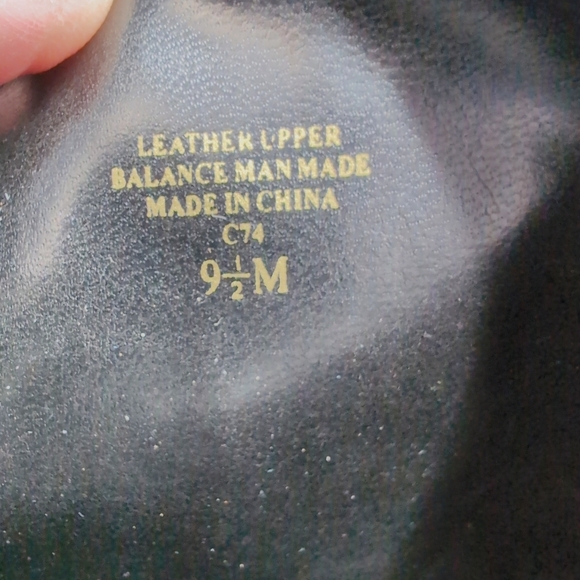 LEATHER UPPER
BALANCE MAN MADE
MADE IN CHINA
C74
9½M